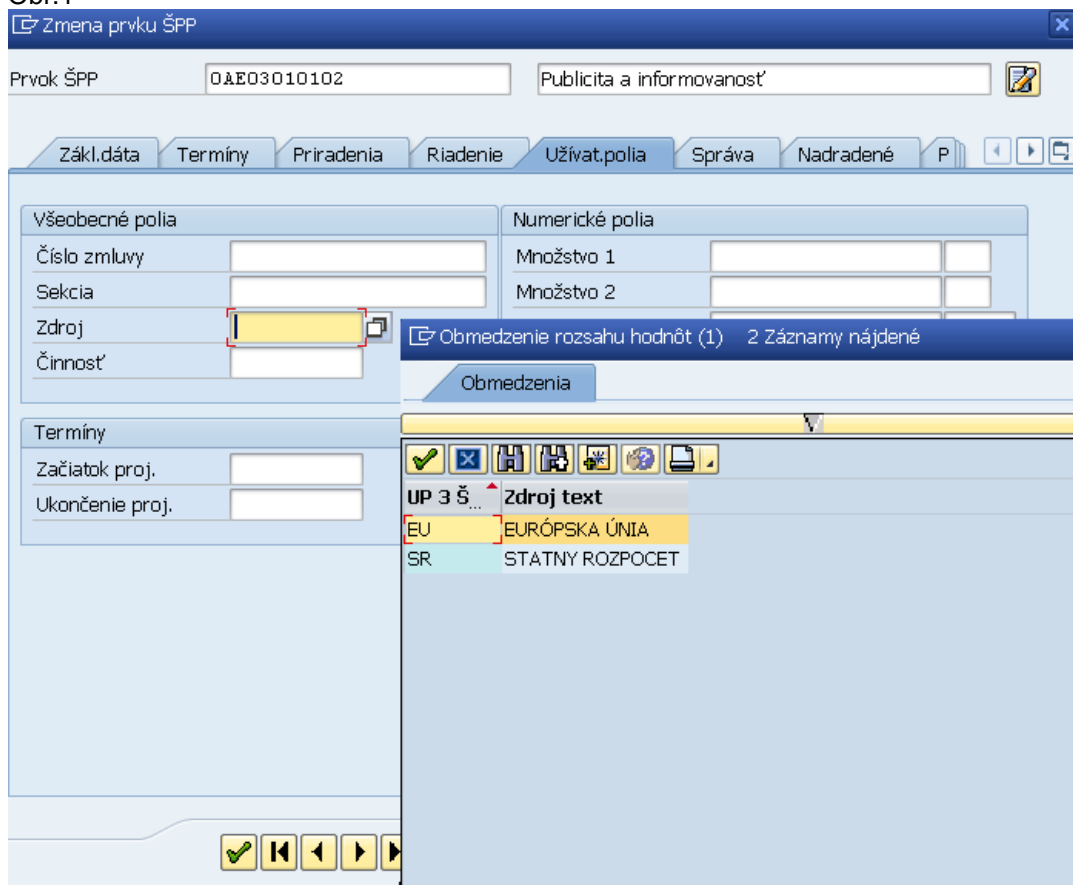 Obr.1
Zmena prvku ŠPP
Prvok ŠPP 0AE03010102 Publicita a informovanosť
Zákl.dáta Termíny Priradenia Riadenie Užívat.polia Správa Nadradené P
Všeobecné polia Numerické polia
Číslo zmluvy Množstvo 1
Sekcia Množstvo 2
Zdroj
Činnosť
Obmedzenie rozsahu hodnôt (1) 2 Záznamy nájdené
Obmedzenia
Termíny
Začiatok proj.
Ukončenie proj.
UP 3 Š... Zdroj text
EU EURÓPSKA ÚNIA
SR STATNY ROZPOCET